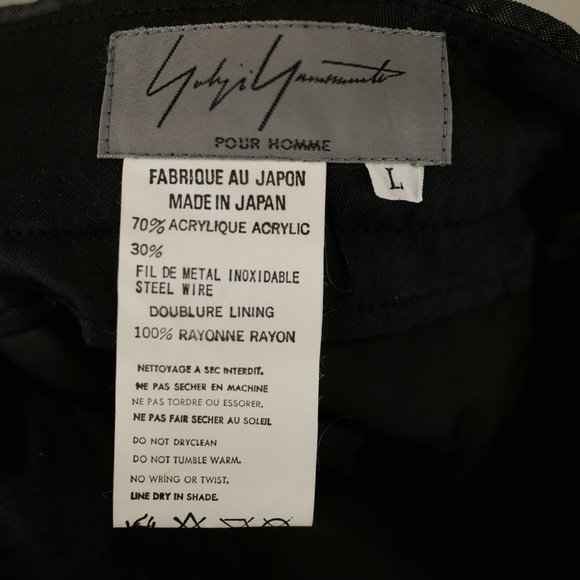 Yohji Yamamoto
POUR HOMME
L
FABRIQUE AU JAPON
MADE IN JAPAN
70% ACRYLIQUE ACRYLIC
30%
FIL DE METAL INOXIDABLE
STEEL WIRE
DOUBLURE LINING
100% RAYONNE RAYON
NETTOYAGE A SEC INTERDIT.
NE PAS SECHER EN MACHINE
NE PAS TORDRE OU ESSORER.
NE PAS FAIR SECHER AU SOLEIL
DO NOT DRYCLEAN
DO NOT TUMBLE WARM.
NO WRING OR TWIST.
LINE DRY IN SHADE.